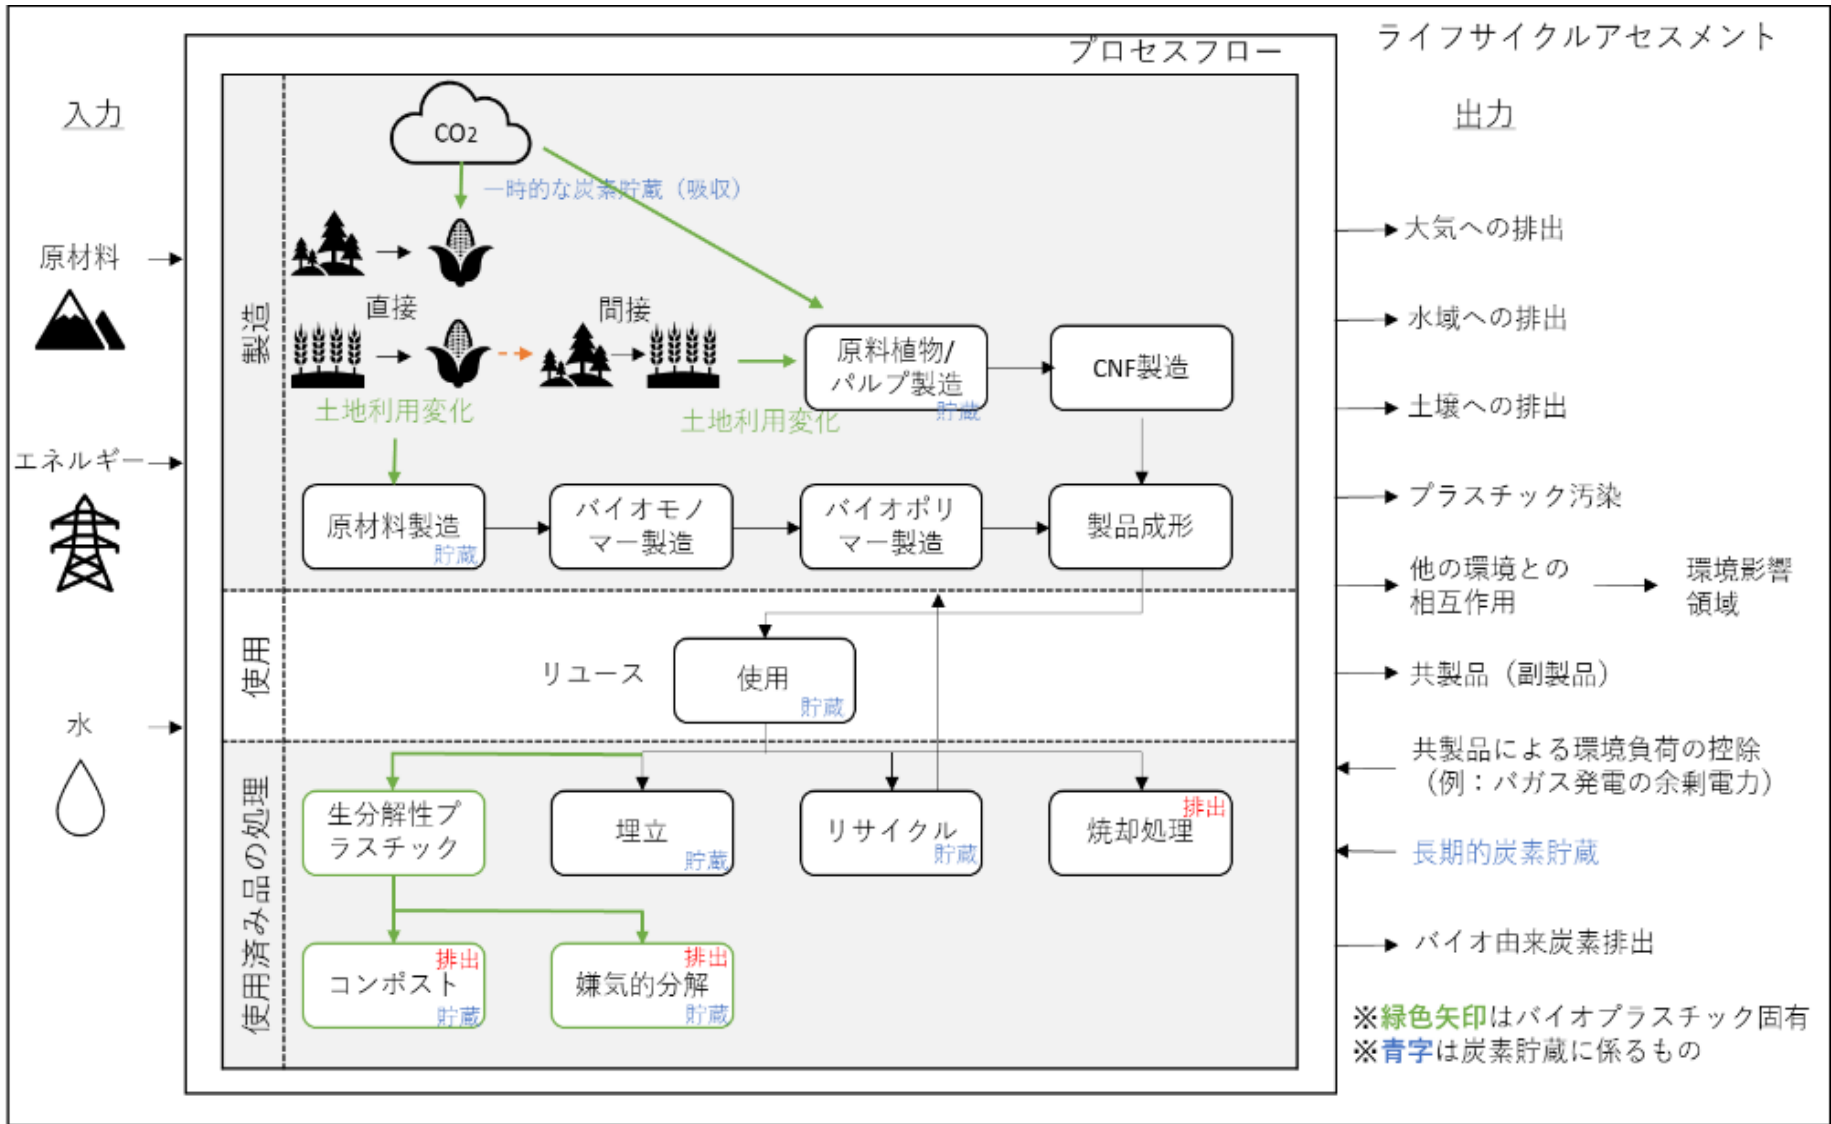 ライフサイクルアセスメント
プロセスフロー
入力
出力
原材料
エネルギー
水
製造
CO2
一時的な炭素貯蔵（吸収）
直接
間接
土地利用変化
土地利用変化
原料植物/
パルプ製造
貯蔵
CNF製造
原材料製造
貯蔵
バイオモノ
マー製造
バイオポリ
マー製造
製品成形
使用
リユース
使用
貯蔵
使用済み品の処理
生分解性プ
ラスチック
埋立
貯蔵
リサイクル
貯蔵
排出
焼却処理
排出
コンポスト
貯蔵
排出
嫌気的分解
貯蔵
大気への排出
水域への排出
土壌への排出
プラスチック汚染
他の環境との
相互作用
環境影響
領域
共製品（副製品）
共製品による環境負荷の控除
（例：バガス発電の余剰電力）
長期的炭素貯蔵
バイオ由来炭素排出
※緑色矢印はバイオプラスチック固有
※青字は炭素貯蔵に係るもの